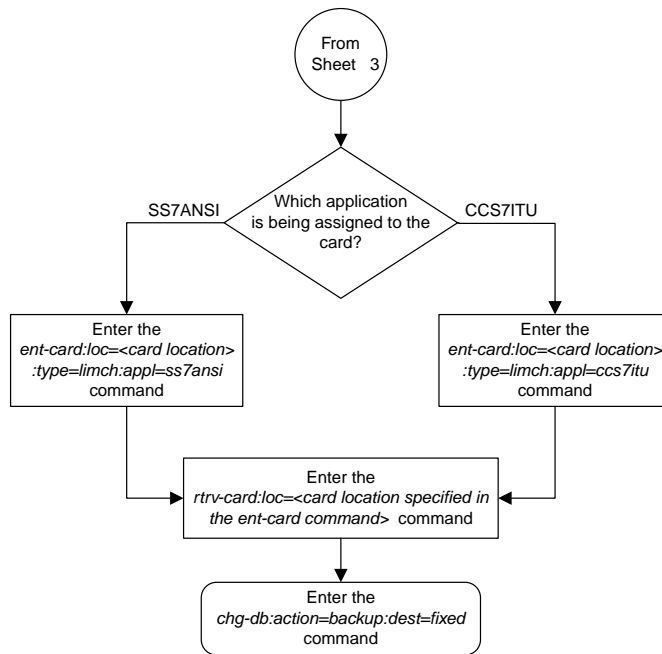 From
Sheet 3
Which application
is being assigned to the
card?
SS7ANSI
CCS7ITU
Enter the
ent-card:loc=<card location>
:type=limch:appl=ss7ansi
command
Enter the
ent-card:loc=<card location>
:type=limch:appl=ccs7itu
command
Enter the
rtrv-card:loc=<card location specified in
the ent-card command> command
Enter the
chg-db:action=backup:dest=fixed
command